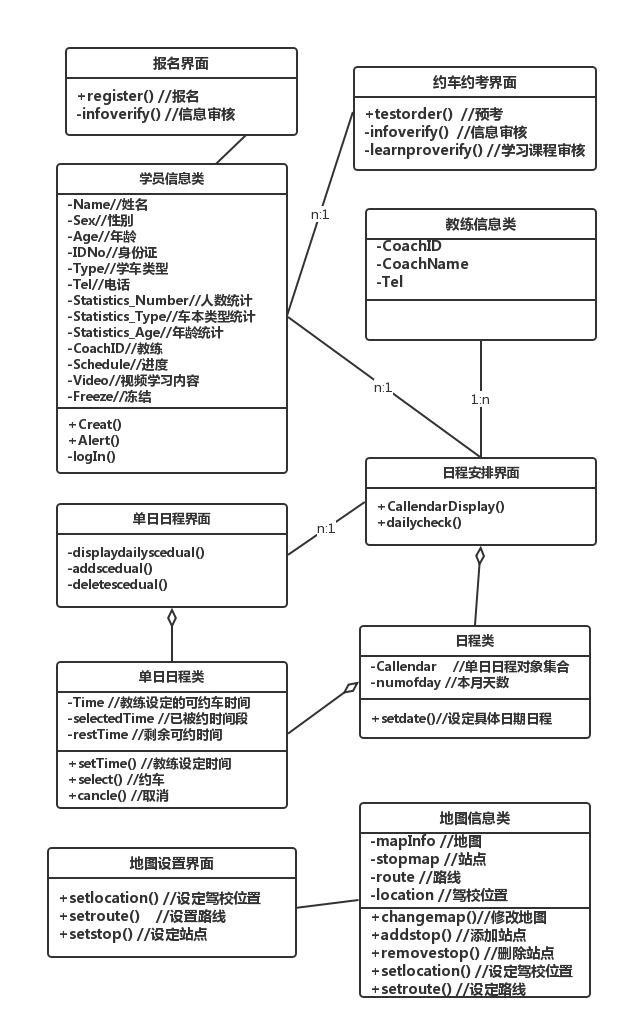 报名界面
+register() //报名
-infoverify() //信息审核
约车约考界面
+testorder()  //预考
-infoverify()  //信息审核
-learnproverify() //学习课程审核
学员信息类
-Name//姓名
-Sex//性别
-Age//年龄
-IDNo//身份证
-Type//学车类型
-Tel//电话
-Statistics_Number//人数统计
-Statistics_Type//车本类型统计
-Statistics_Age//年龄统计
-CoachID//教练
-Schedule//进度
-Video//视频学习内容
-Freeze//冻结
+Creat()
+Alert()
-logIn()
n:1
教练信息类
-CoachID
-CoachName
-Tel
n:1
1:n
日程安排界面
+CallendarDisplay()
+dailycheck()
单日日程界面
-displaydailyscedual()
-addscedual()
-deletescedual()
n:1
日程类
-Callendar    //单日日程对象集合
-numofday //本月天数
+setdate()//设定具体日期日程
单日日程类
-Time //教练设定的可约车时间
-selectedTime //已被约时间段
-restTime //剩余可约时间
+setTime() //教练设定时间
+select() //约车
+cancle() //取消
地图信息类
-mapInfo //地图
-stopmap //站点
-route //路线
-location //驾校位置
+changemap()//修改地图
+addstop() //添加站点
+removestop() //删除站点
+setlocation() //设定驾校位置
+setroute() //设定路线
地图设置界面
+setlocation() //设定驾校位置
+setroute()    //设置路线
+setstop() //设定站点